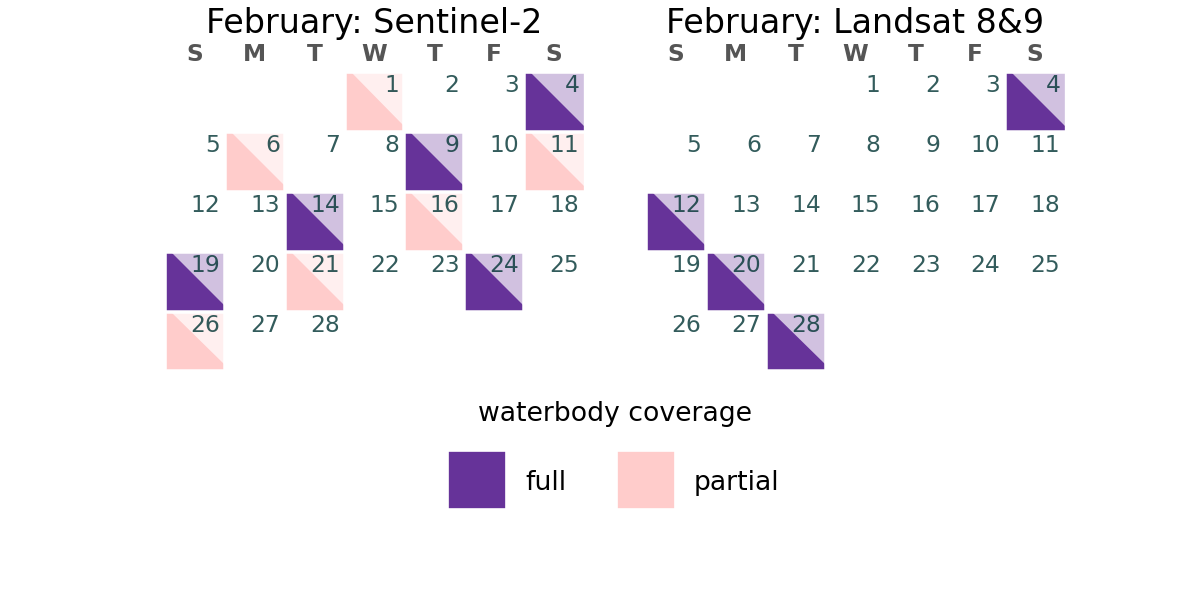 February: Sentinel-2
S M T W T F S
1 2 3 4
5 6 7 8 9 10 11
12 13 14 15 16 17 18
19 20 21 22 23 24 25
26 27 28
February: Landsat 8&9
S M T W T F S
1 2 3 4
5 6 7 8 9 10 11
12 13 14 15 16 17 18
19 20 21 22 23 24 25
26 27 28
waterbody coverage
full partial